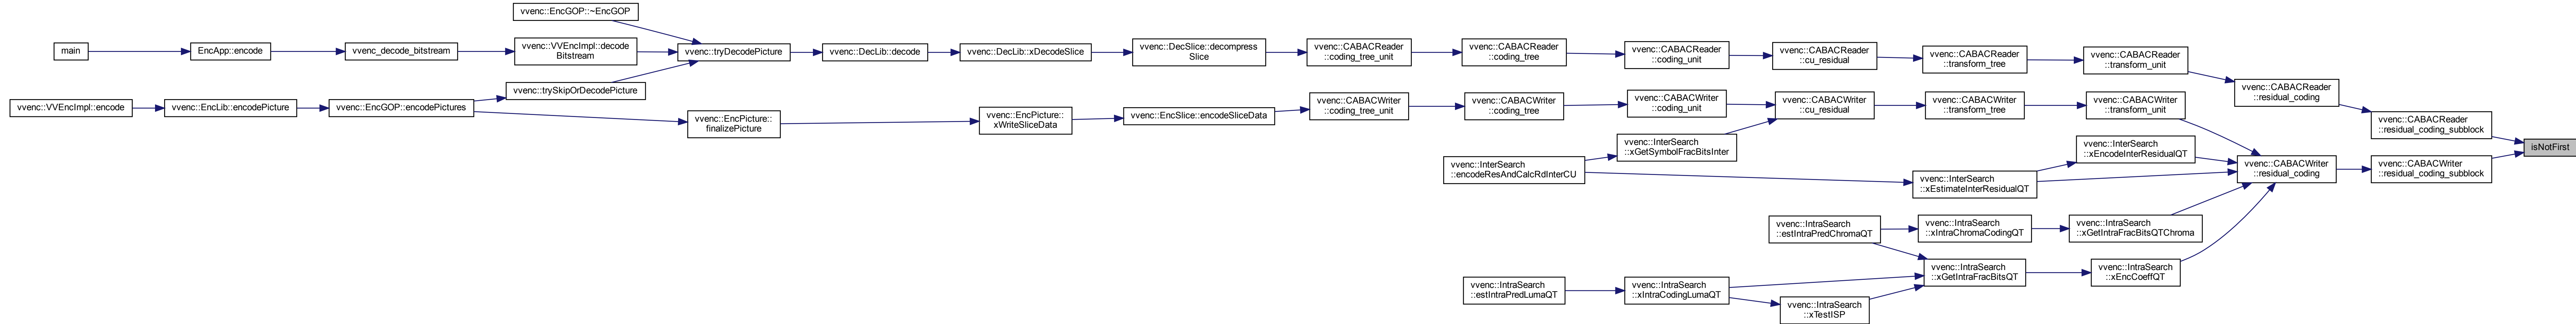 vvenc::EncGOP::~EncGOP
main
EncApp::encode
vvenc_decode_bitstream
vvenc::VVEncImpl::decode
Bitstream
vvenc::tryDecodePicture
vvenc::DecLib::decode
vvenc::DecLib::xDecodeSlice
vvenc::DecSlice::decompress
Slice
vvenc::CABACReader
::coding_tree_unit
vvenc::CABACReader
::coding_tree
vvenc::CABACReader
::coding_unit
vvenc::CABACReader
::cu_residual
vvenc::CABACReader
::transform_tree
vvenc::CABACReader
::transform_unit
vvenc::CABACReader
::residual_coding
vvenc::CABACReader
::residual_coding_subblock
isNotFirst
vvenc::trySkipOrDecodePicture
vvenc::VVEncImpl::encode
vvenc::EncLib::encodePicture
vvenc::EncGOP::encodePictures
vvenc::EncPicture::
finalizePicture
vvenc::EncPicture::
xWriteSliceData
vvenc::EncSlice::encodeSliceData
vvenc::CABACWriter
::coding_tree_unit
vvenc::CABACWriter
::coding_tree
vvenc::CABACWriter
::coding_unit
vvenc::CABACWriter
::cu_residual
vvenc::CABACWriter
::transform_tree
vvenc::CABACWriter
::transform_unit
vvenc::InterSearch
::xGetSymbolFracBitsInter
vvenc::InterSearch
::xEncodeInterResidualQT
vvenc::InterSearch
::encodeResAndCalcRdInterCU
vvenc::InterSearch
::xEstimateInterResidualQT
vvenc::CABACWriter
::residual_coding
vvenc::CABACWriter
::residual_coding_subblock
vvenc::IntraSearch
::estIntraPredChromaQT
vvenc::IntraSearch
::xIntraChromaCodingQT
vvenc::IntraSearch
::xGetIntraFracBitsQTChroma
vvenc::IntraSearch
::xGetIntraFracBitsQT
vvenc::IntraSearch
::xEncCoeffQT
vvenc::IntraSearch
::estIntraPredLumaQT
vvenc::IntraSearch
::xIntraCodingLumaQT
vvenc::IntraSearch
::xTestISP